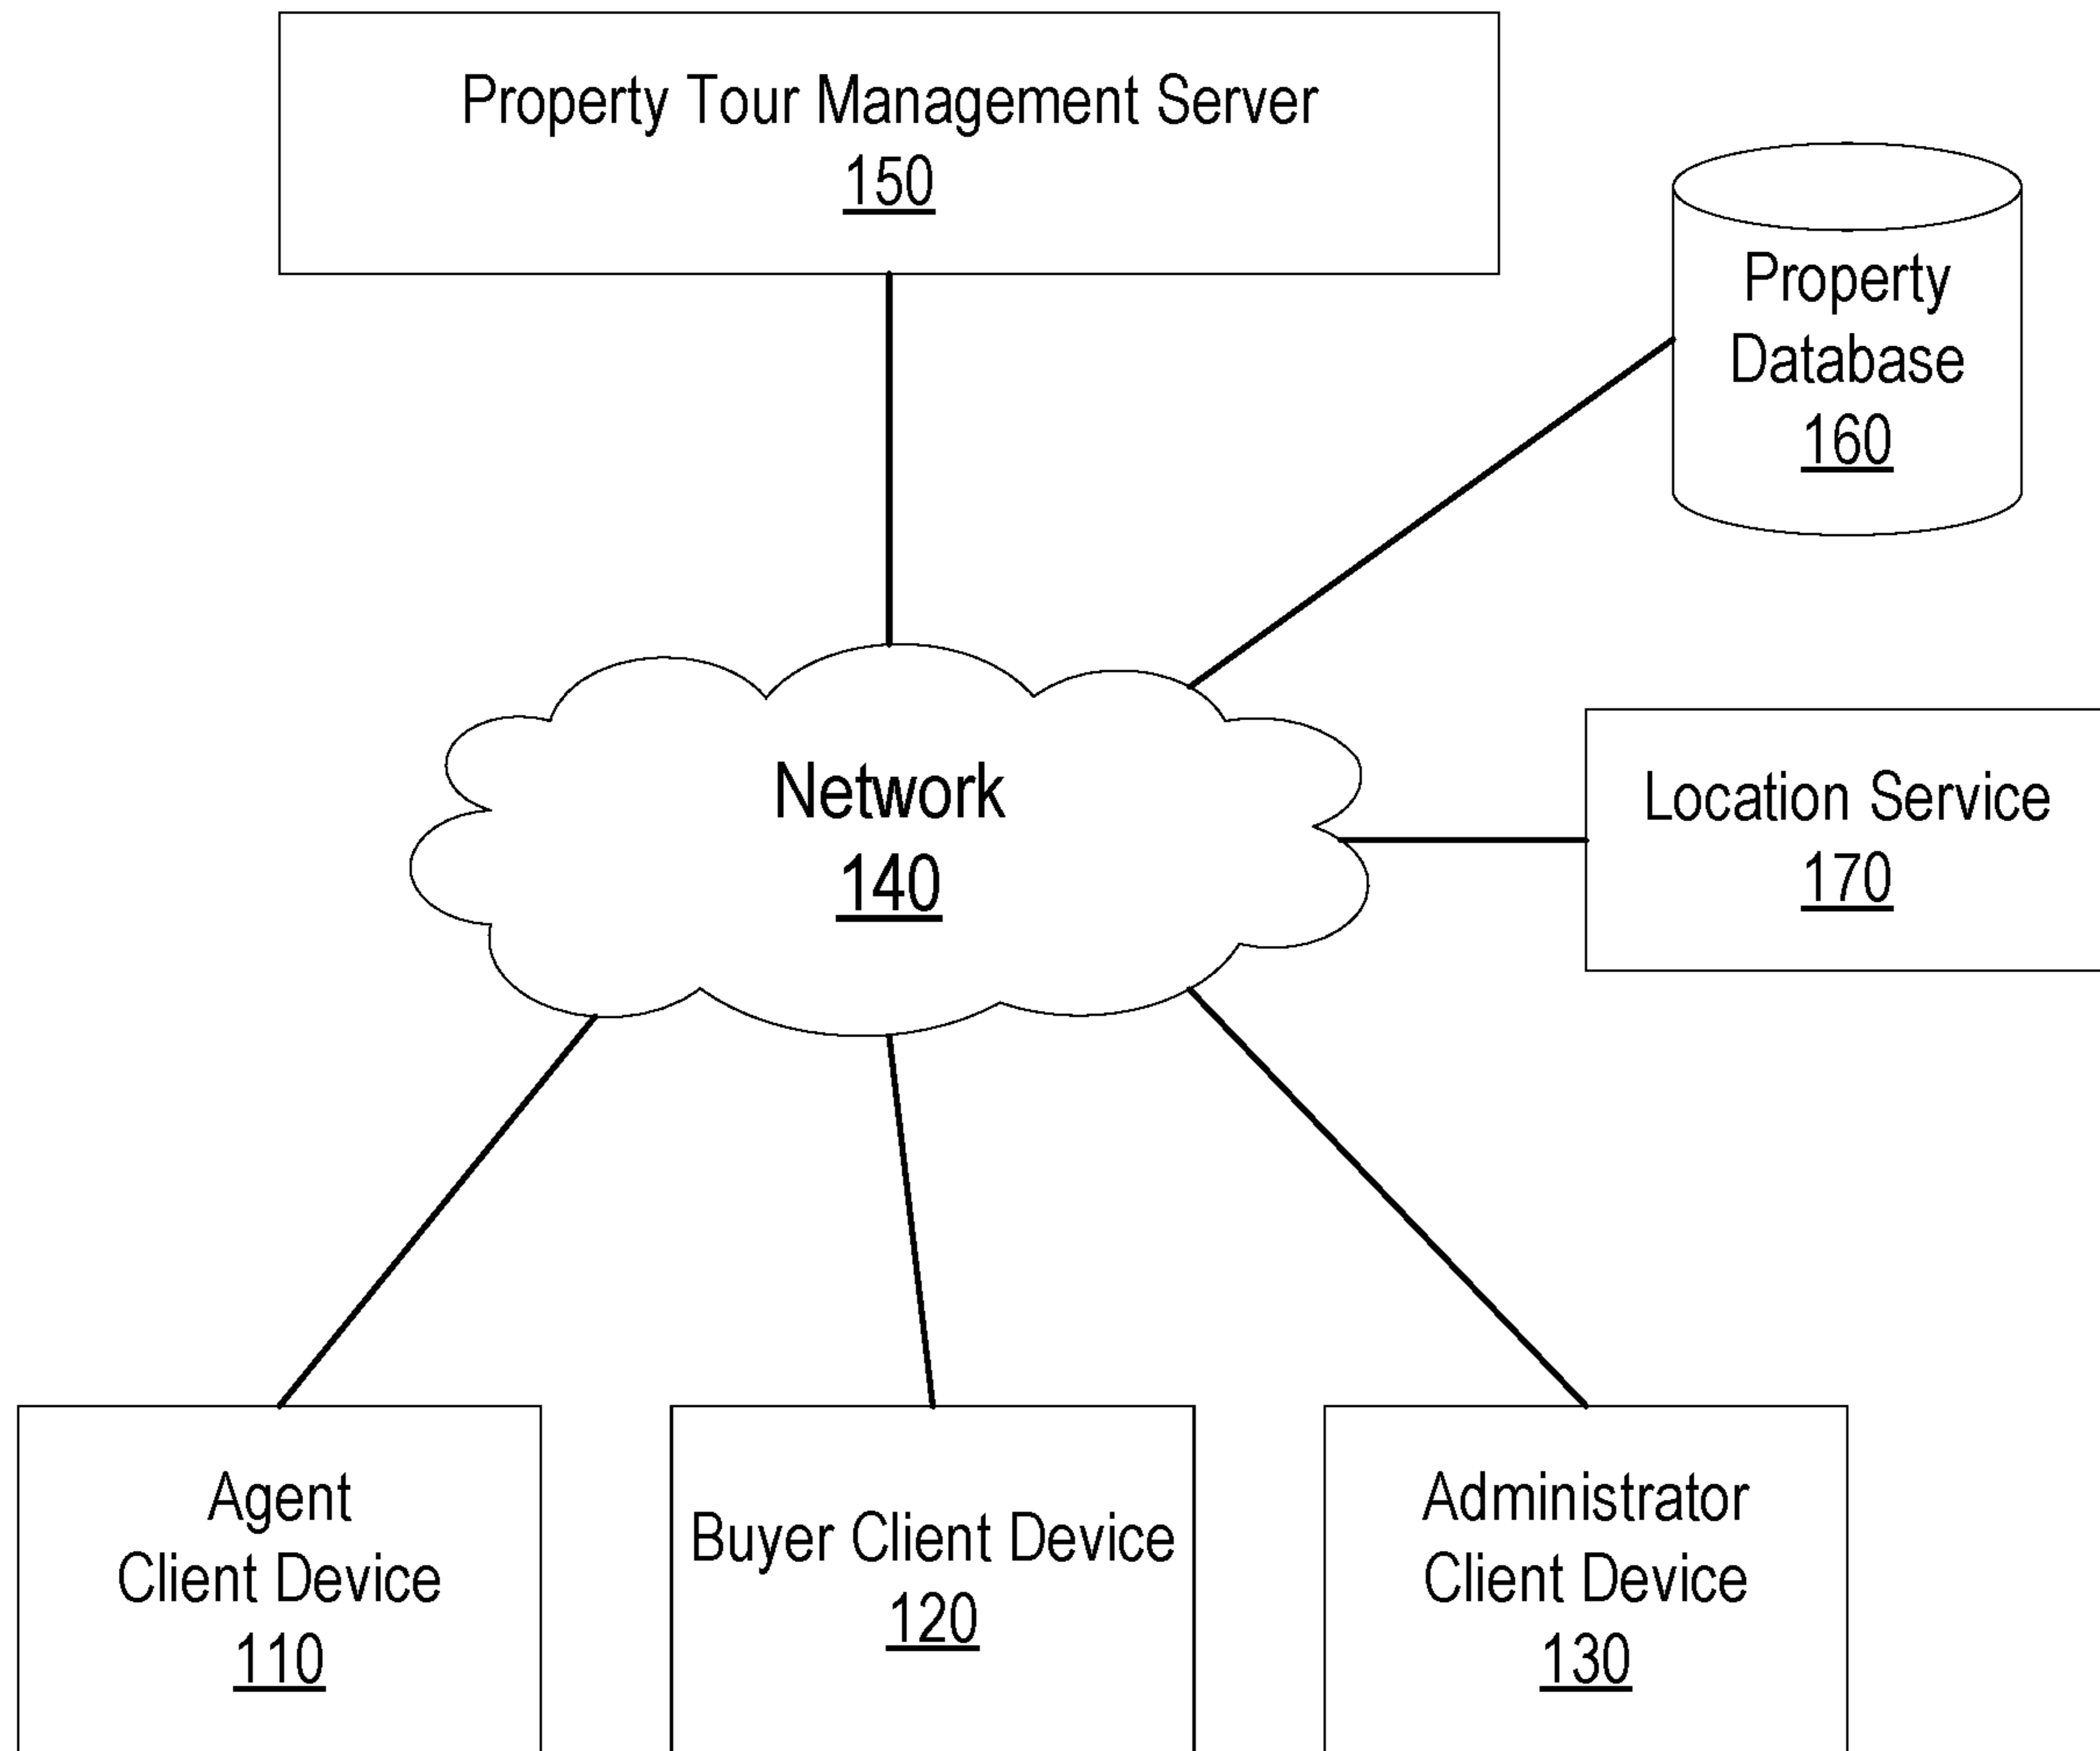 Property Tour Management Server
150
Property
Database
160
Network
140
Location Service
170
Agent
Client Device
110
Buyer Client Device
120
Administrator
Client Device
130